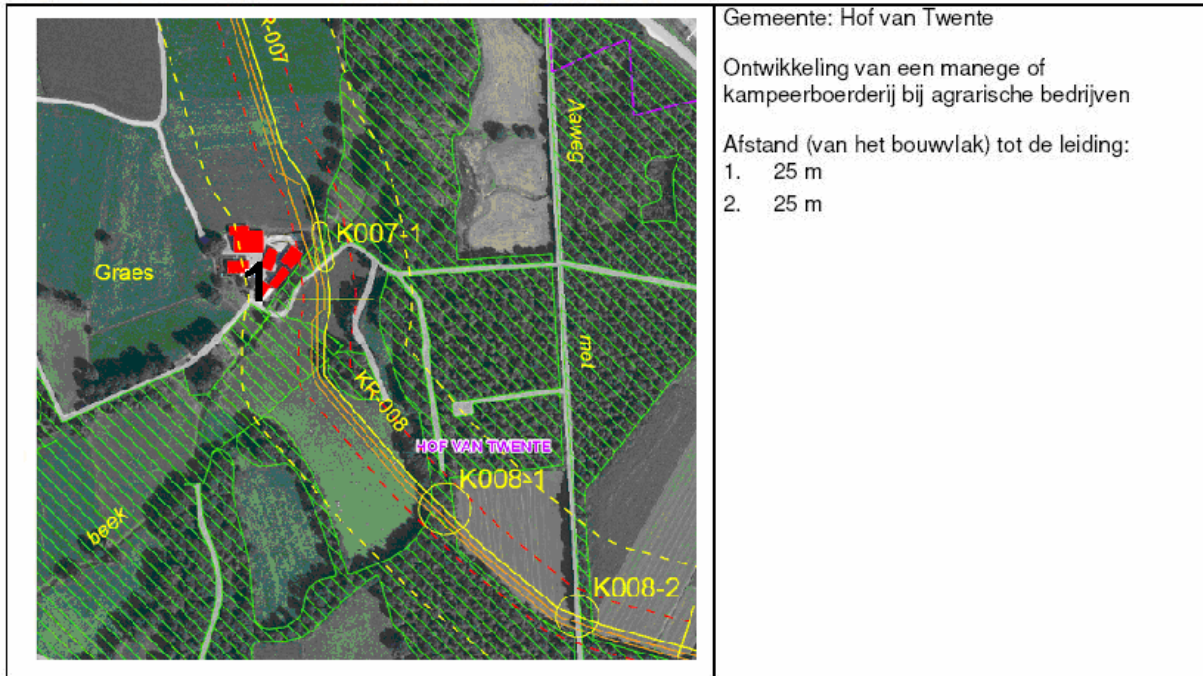 R-007
K007-1
Aaweg
Graes
1
met
KR-008
HOF VAN TWENTE
K008-1
beek
K008-2
Gemeente: Hof van Twente
Ontwikkeling van een manege of
kampeerboerderij bij agrarische bedrijven
Afstand (van het bouwvlak) tot de leiding:
1. 25 m
2. 25 m